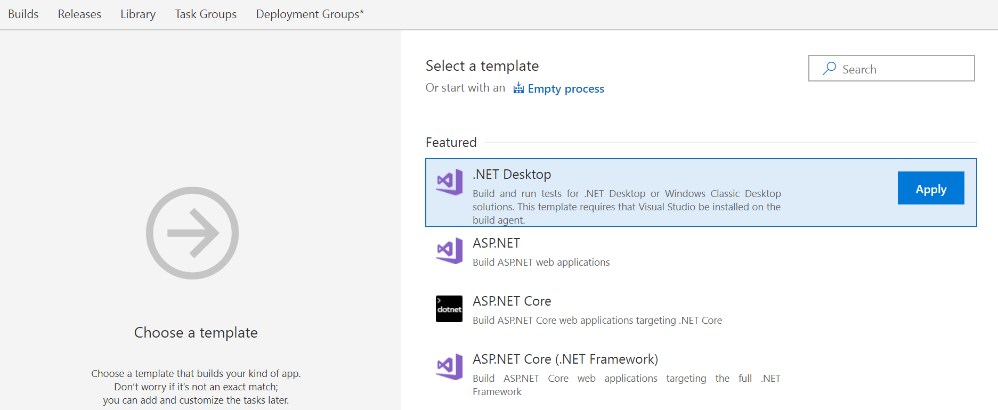 Builds Releases Library Task Groups Deployment Groups*
Select a template
Search
Or start with an Empty process
Featured
.NET Desktop
Build and run tests for .NET Desktop or Windows Classic Desktop
solutions. This template requires that Visual Studio be installed on the
build agent.
Apply
ASP.NET
Build ASP.NET web applications
dotnet
ASP.NET Core
Build ASP.NET Core web applications targeting .NET Core
ASP.NET Core (.NET Framework)
Build ASP.NET Core web applications targeting the full .NET
Framework
Choose a template
Choose a template that builds your kind of app.
Don't worry if it's not an exact match;
you can add and customize the tasks later.